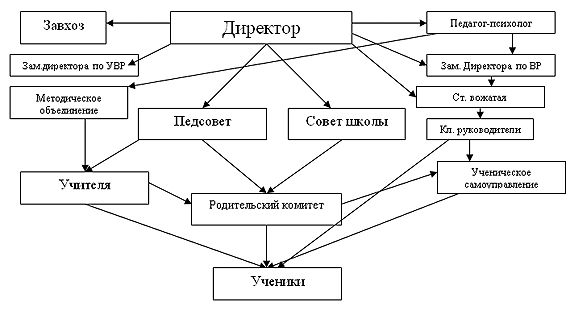 Завхоз
Директор
Педагог-психолог
Зам.директора по УВР
Зам. Директора по ВР
Методическое
объединение
Ст. вожатая
Педсовет
Совет школы
Кл. руководители
Учителя
Родительский комитет
Ученическое
самоуправление
Ученики